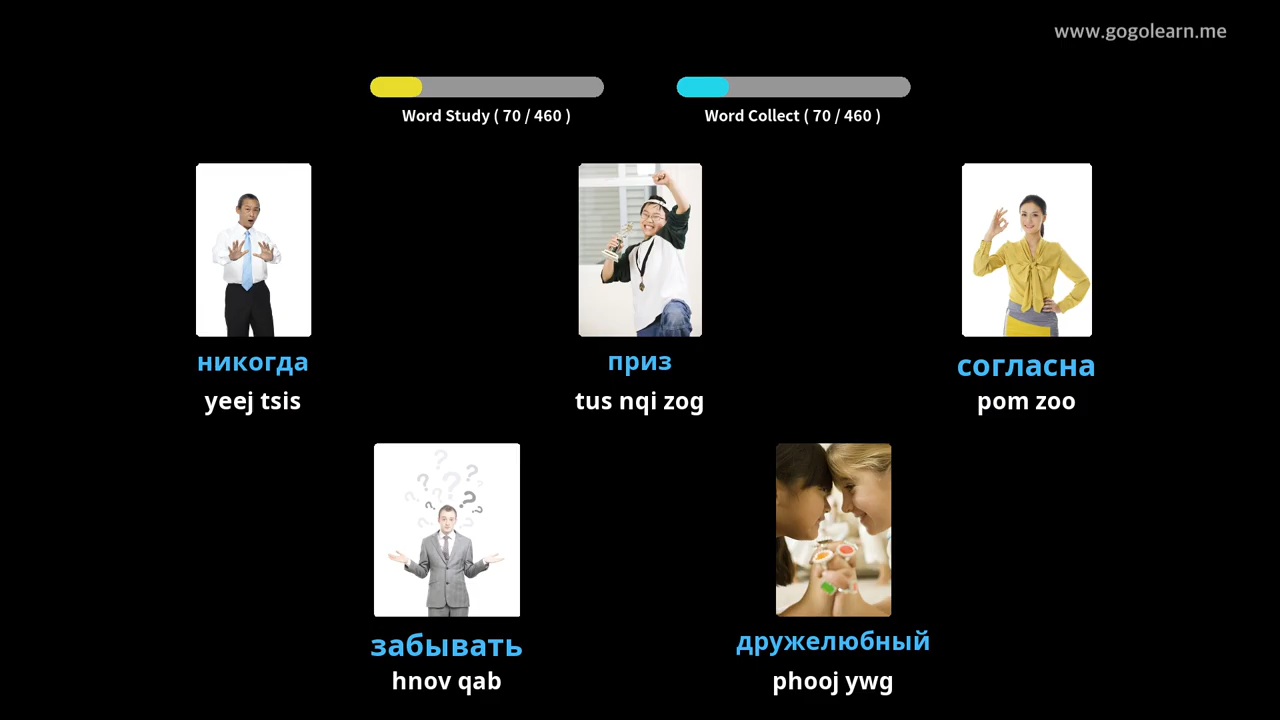 www.gogolearn.me
Word Study ( 70 / 460 )
Word Collect ( 70 / 460 )
никогда
yeej tsis
приз
tus nqi zog
согласна
pom zoo
забывать
hnov qab
дружелюбный
phooj ywg